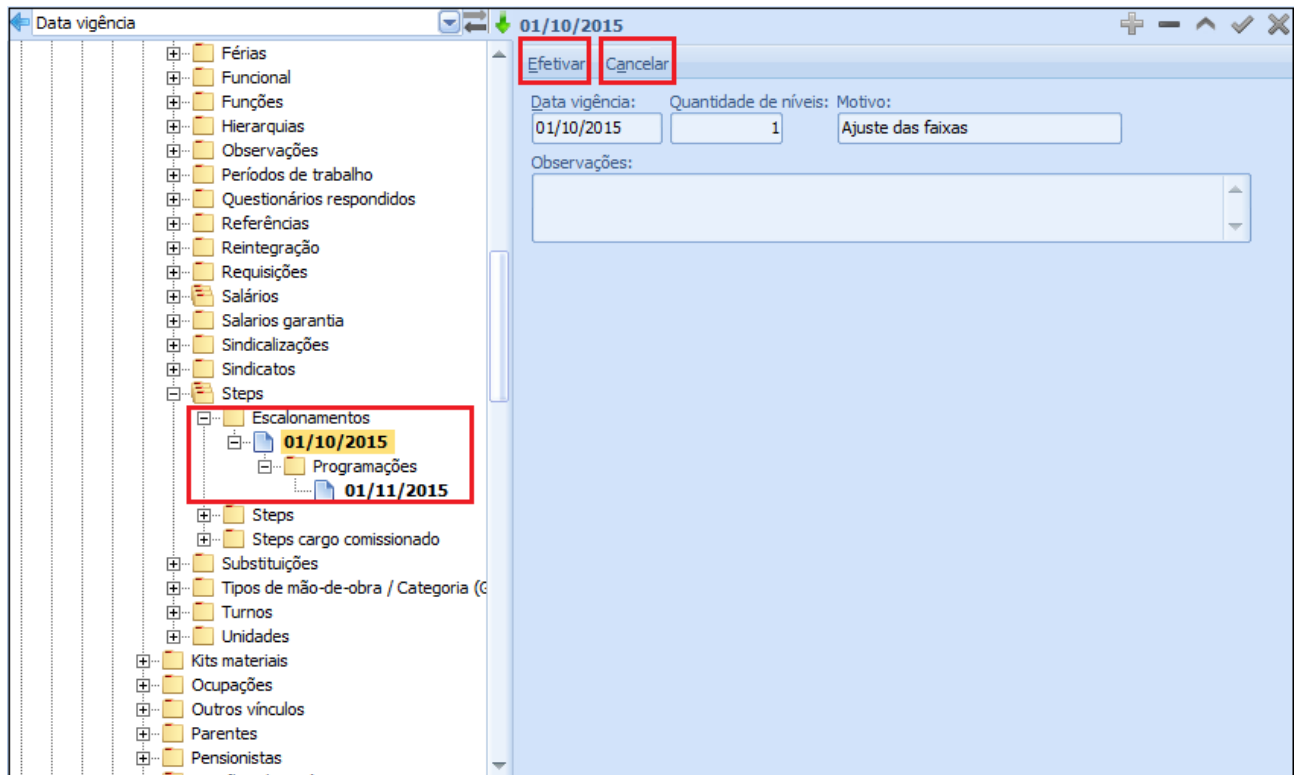 Data vigência
Férias
Funcional
Funções
Hierarquias
Observações
Períodos de trabalho
Questionários respondidos
Referências
Reintegração
Requisições
Salários
Salarios garantia
Sindicalizações
Sindicatos
Steps
Escalonamentos
01/10/2015
Programações
01/11/2015
Steps
Steps cargo comissionado
Substituições
Tipos de mão-de-obra / Categoria (G
Turnos
Unidades
Kits materiais
Ocupações
Outros vínculos
Parentes
Pensionistas
01/10/2015
Efetivar Cancelar
Data vigência: Quantidade de níveis: Motivo:
01/10/2015 1 Ajuste das faixas
Observações: